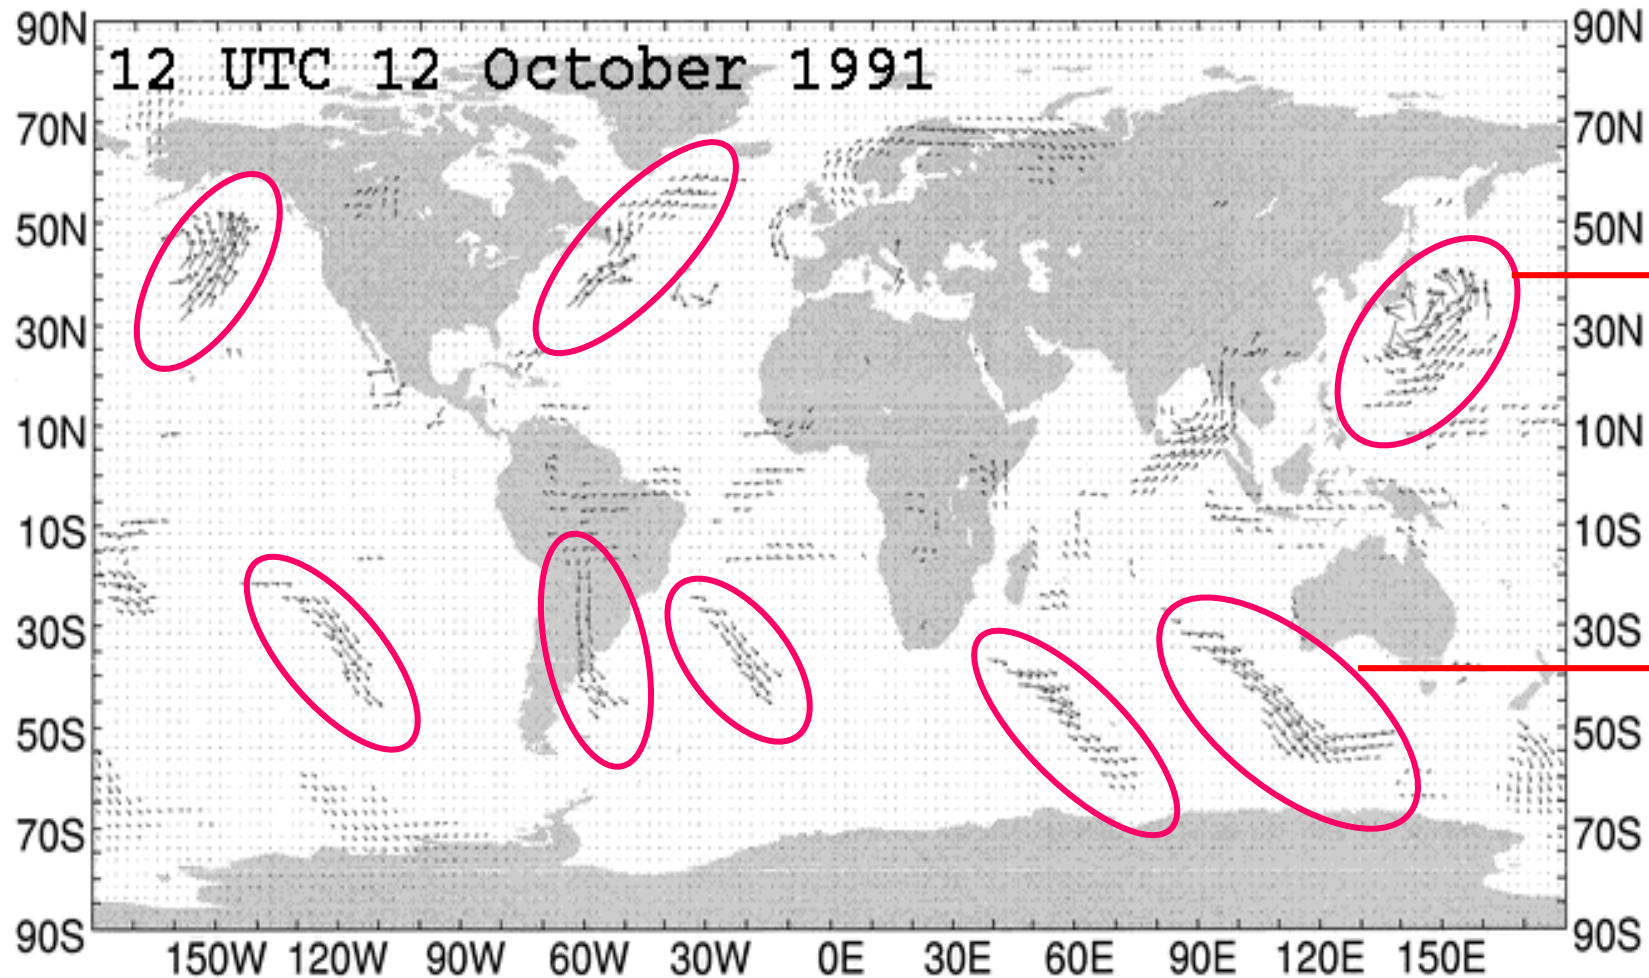 90N 90N
12 UTC 12 October 1991
70N 70N
50N 50N
30N 30N
10N 10N
10S 10S
30S 30S
50S 50S
70S 70S
90S 90S
150W 120W 90W 60W 30W 0E 30E 60E 90E 120E 150E